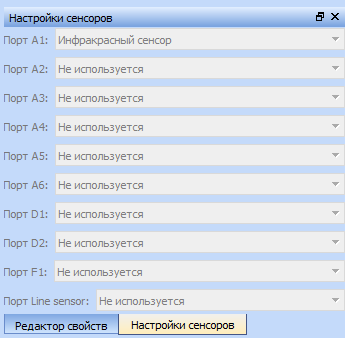 Настройки сенсоров
Порт A1: Инфракрасный сенсор
Порт A2: Не используется
Порт A3: Не используется
Порт A4: Не используется
Порт A5: Не используется
Порт A6: Не используется
Порт D1: Не используется
Порт D2: Не используется
Порт F1: Не используется
Порт Line sensor: Не используется
Редактор свойств Настройки сенсоров